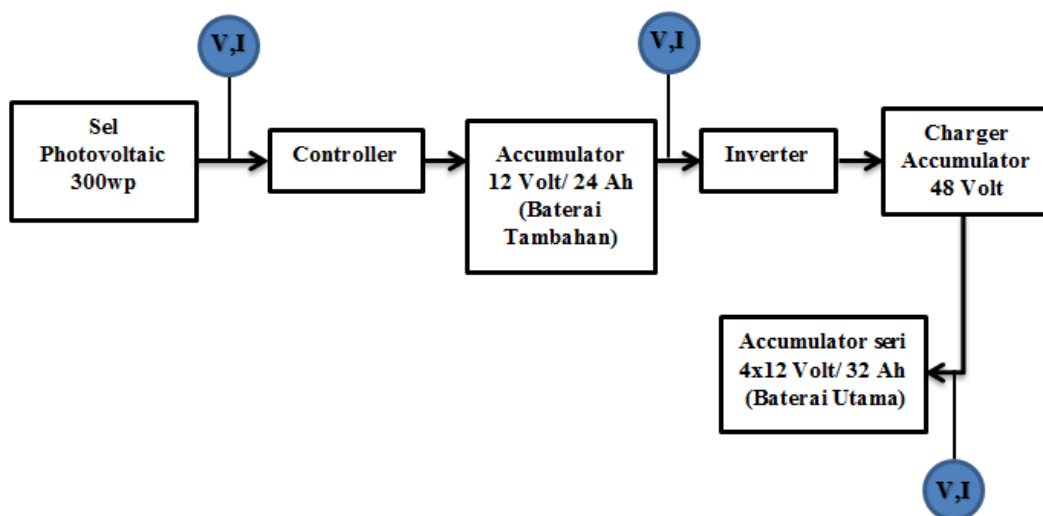 V,I
V,I
Sel
Photovoltaic
300wp
Controller
Accumulator
12 Volt/ 24 Ah
(Baterai
Tambahan)
Inverter
Charger
Accumulator
48 Volt
Accumulator seri
4x12 Volt/ 32 Ah
(Baterai Utama)
V,I